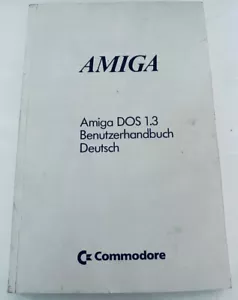 AMIGA
Amiga DOS 1.3
Benutzerhandbuch
Deutsch
Commodore